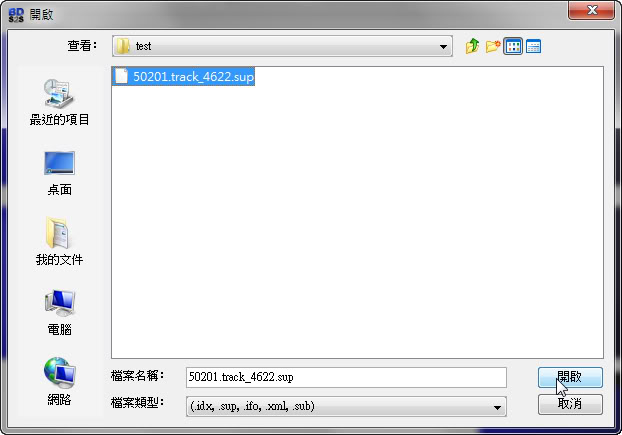 BD
S2S
開啟
查看:
test
50201.track_4622.sup
最近的項目
桌面
我的文件
電腦
網路
檔案名稱:
50201.track_4622.sup
開啟
檔案類型:
(.idx, .sup, .ifo, .xml, .sub)
取消